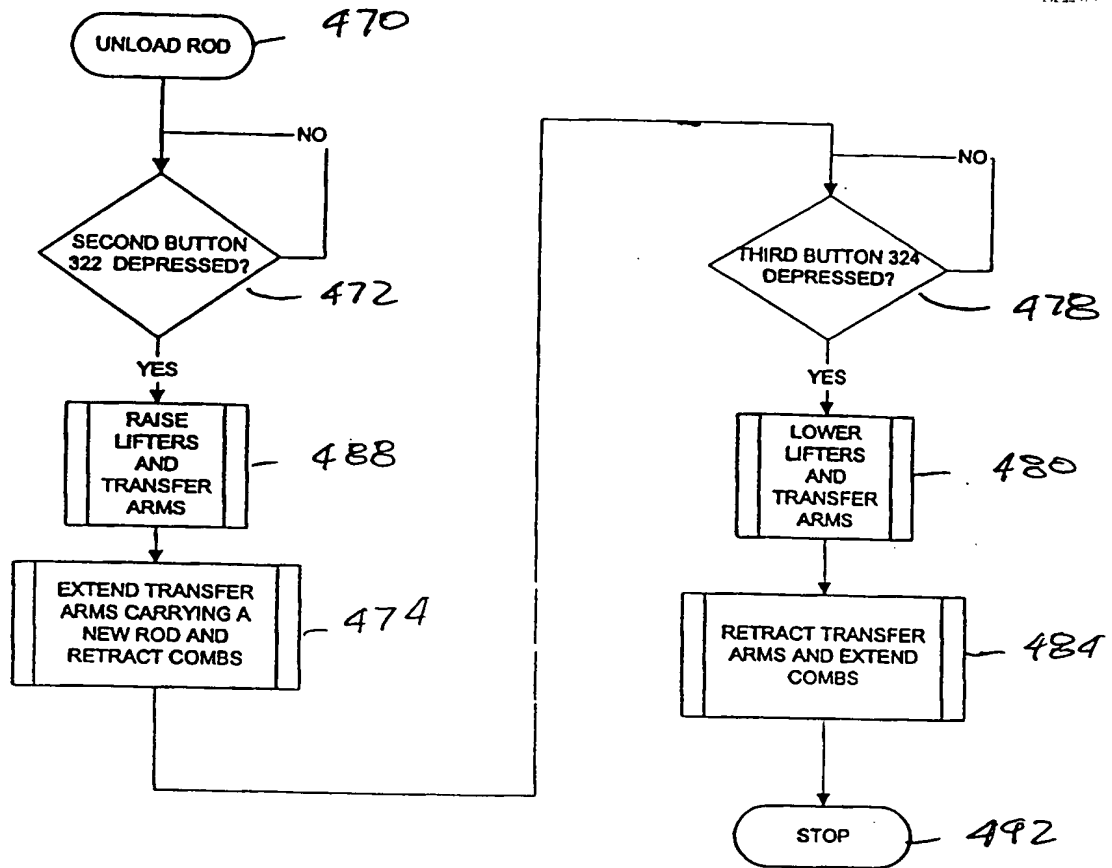 UNLOAD ROD
470
NO
SECOND BUTTON
322 DEPRESSED?
472
YES
RAISE
LIFTERS
AND
TRANSFER
ARMS
488
EXTEND TRANSFER
ARMS CARRYING A
NEW ROD AND
RETRACT COMBS
474
NO
THIRD BUTTON 324
DEPRESSED?
478
YES
LOWER
LIFTERS
AND
TRANSFER
ARMS
480
RETRACT TRANSFER
ARMS AND EXTEND
COMBS
484
STOP
492